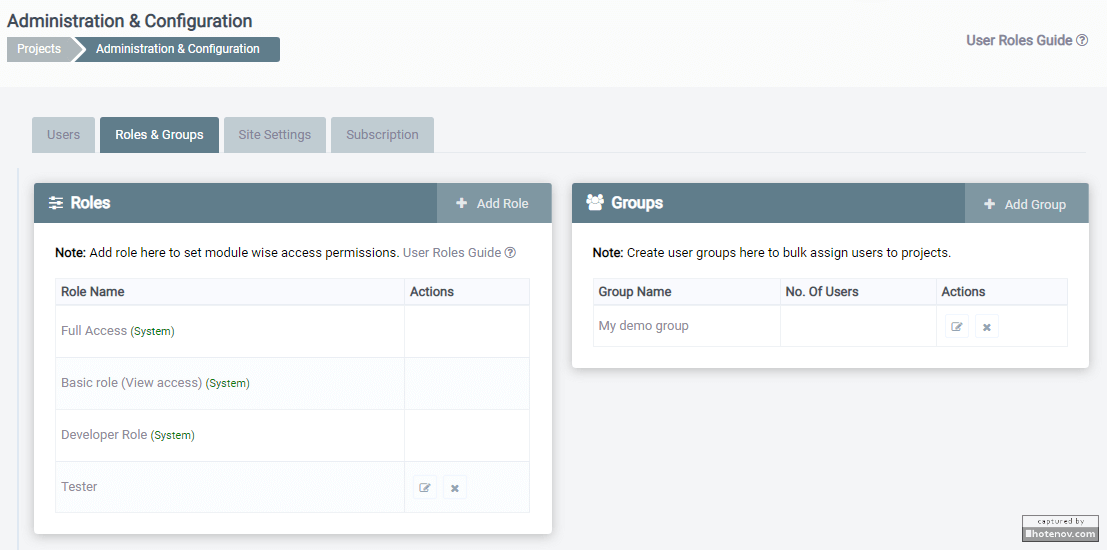 Administration & Configuration
Projects Administration & Configuration
User Roles Guide
Users Roles & Groups Site Settings Subscription
Roles + Add Role
Note: Add role here to set module wise access permissions. User Roles Guide
Role Name Actions
Full Access (System)
Basic role (View access) (System)
Developer Role (System)
Tester
Groups + Add Group
Note: Create user groups here to bulk assign users to projects.
Group Name No. Of Users Actions
My demo group
captured by
hotenov.com